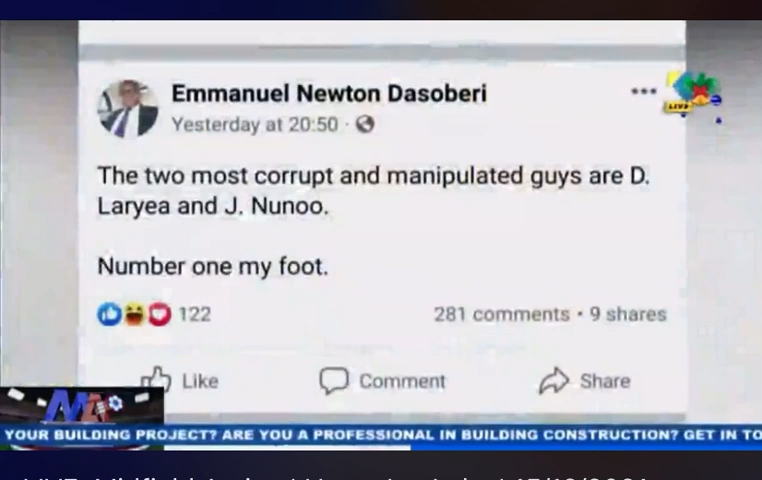 Emmanuel Newton Dasoberi
Yesterday at 20:50
LIVE
The two most corrupt and manipulated guys are D.
Laryea and J. Nunoo.
Number one my foot.
122
281 comments • 9 shares
Like
Comment
Share
YOUR BUILDING PROJECT? ARE YOU A PROFESSIONAL IN BUILDING CONSTRUCTION? GET IN TO